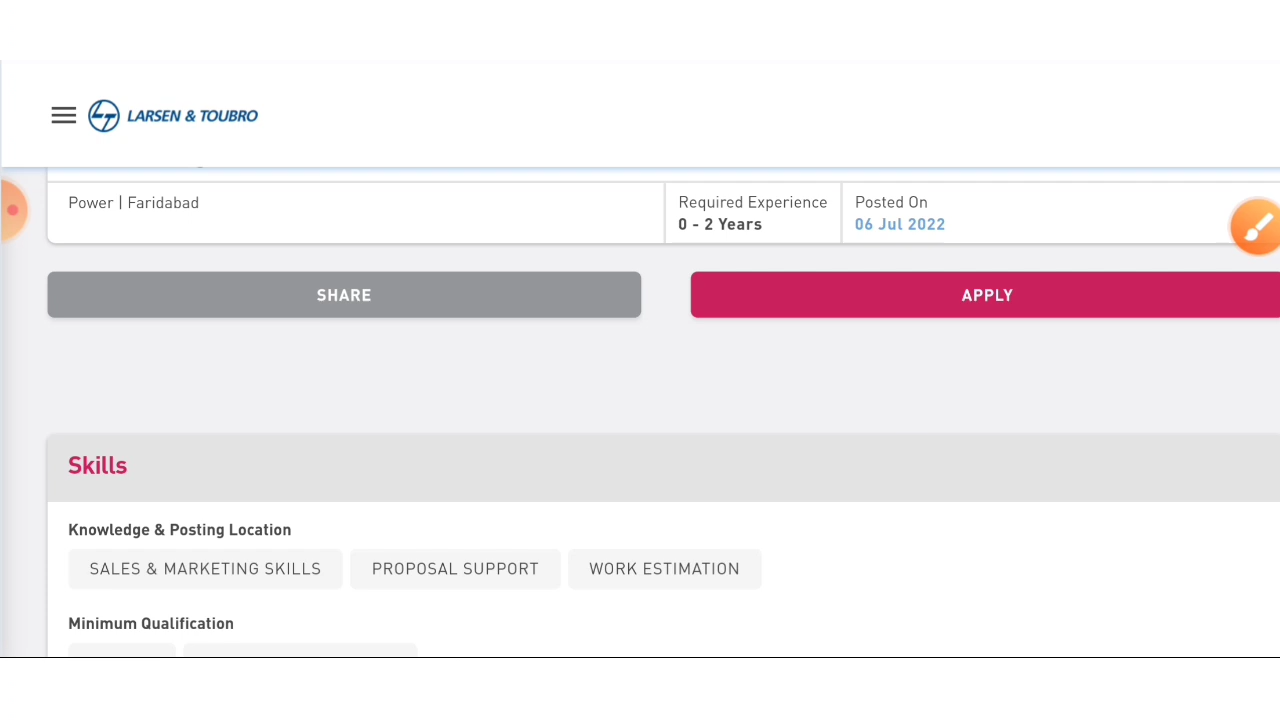 LARSEN & TOUBRO
Power | Faridabad
Required Experience
0 - 2 Years
Posted On
06 Jul 2022
SHARE
APPLY
Skills
Knowledge & Posting Location
SALES & MARKETING SKILLS
PROPOSAL SUPPORT
WORK ESTIMATION
Minimum Qualification